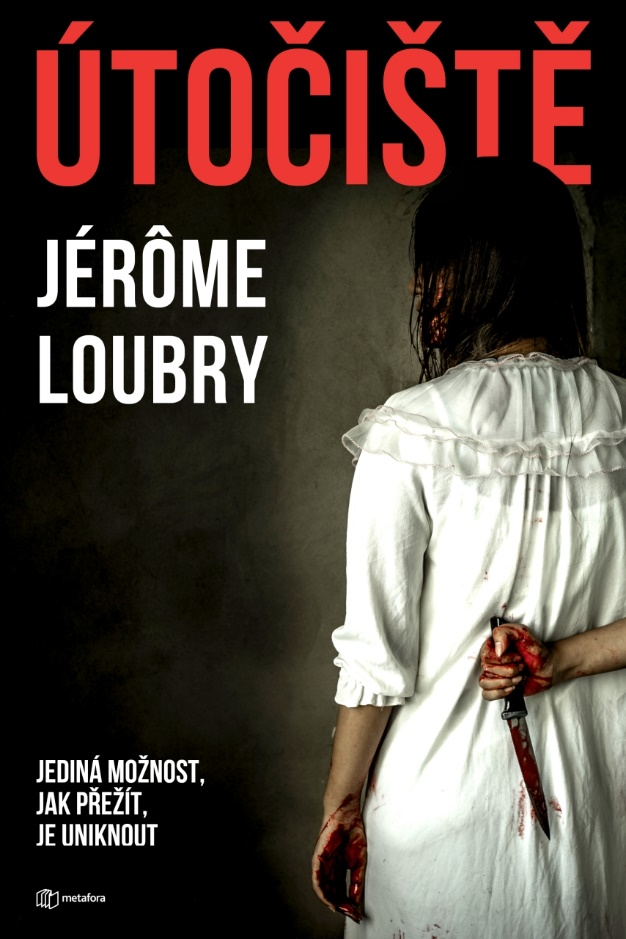 ÚTOČIŠTĚ
JÉRÔME
LOUBRY
JEDINÁ MOŽNOST,
JAK PŘEŽÍT,
JE UNIKNOUT
metafora